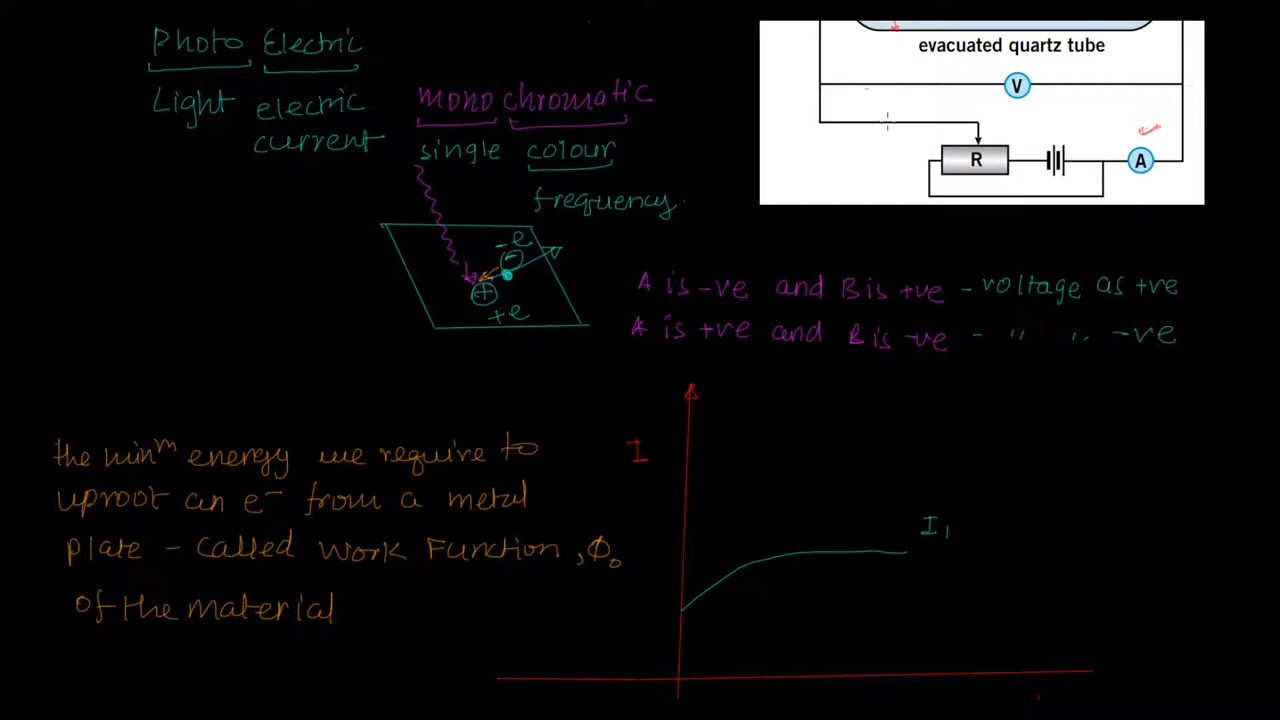 Photo Electric
Light electric
current
mono chromatic
single colour
frequency.
-e
+e
evacuated quartz tube
V
R
A
A is -ve and B is +ve - voltage as +ve
A is +ve and B is -ve - " " -ve
the minᵐ energy we require to
uproot an e⁻ from a metal
plate - called Work Function, Φ₀
of the material
I
I₁